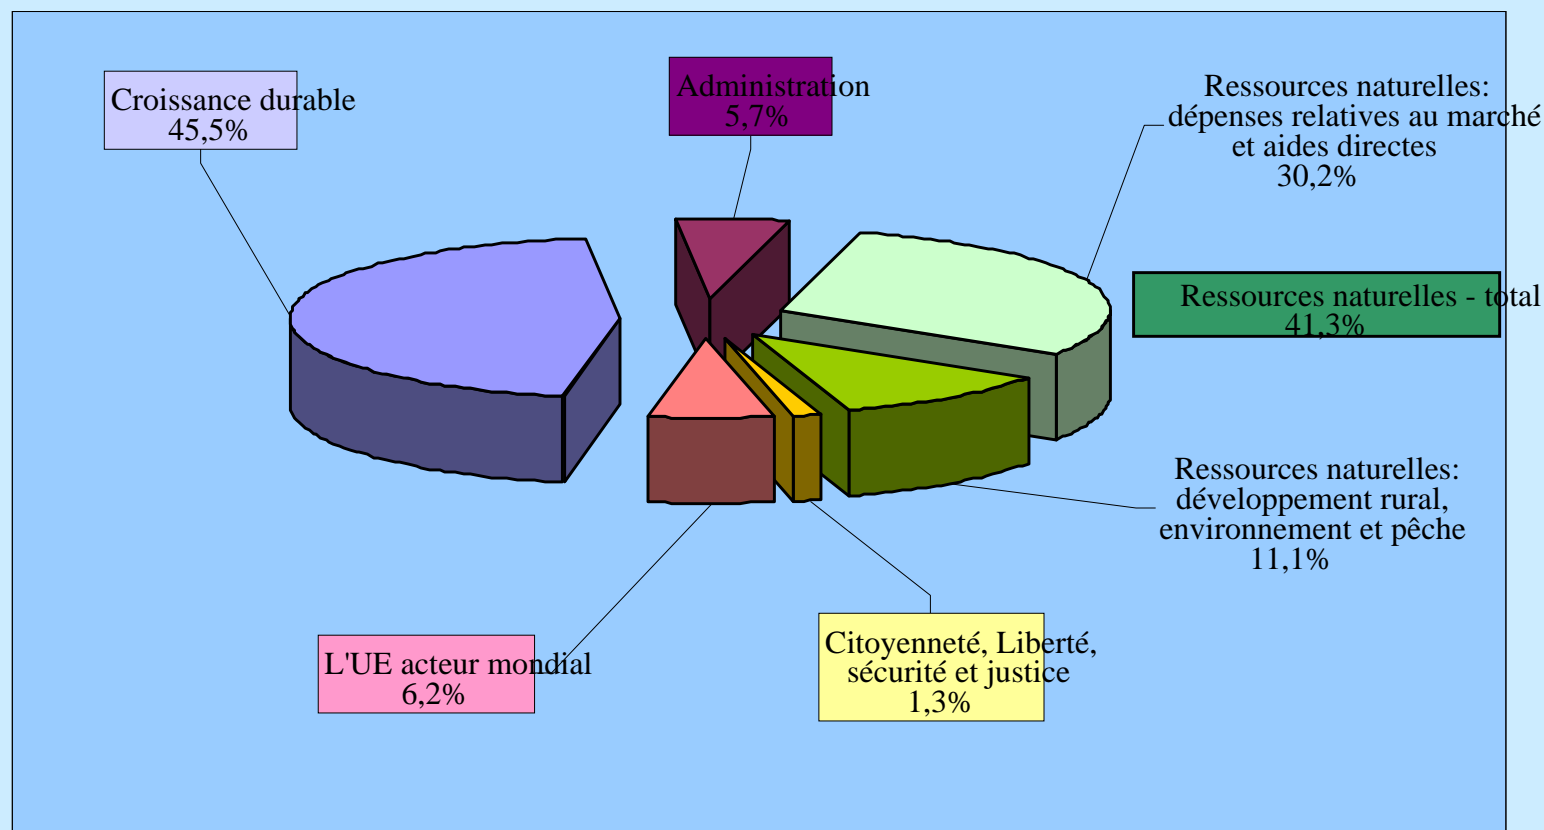 Croissance durable
45,5%
Administration
5,7%
Ressources naturelles:
dépenses relatives au marché
et aides directes
30,2%
Ressources naturelles - total
41,3%
Ressources naturelles:
développement rural,
environnement et pêche
11,1%
Citoyenneté, Liberté,
sécurité et justice
1,3%
L'UE acteur mondial
6,2%